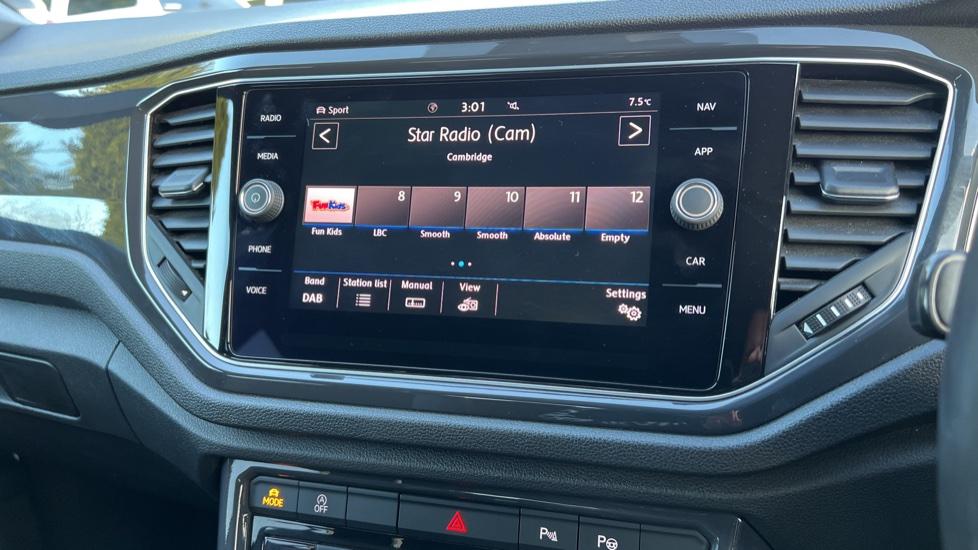 Sport 3:01 7.5°C
RADIO
MEDIA
PHONE
VOICE
< Star Radio (Cam) >
Cambridge
8 9 10 11 12
Fun Kids
Fun Kids LBC Smooth Smooth Absolute Empty
Band Station list Manual View Settings
DAB
NAV
APP
CAR
MENU
MODE
A OFF
P P